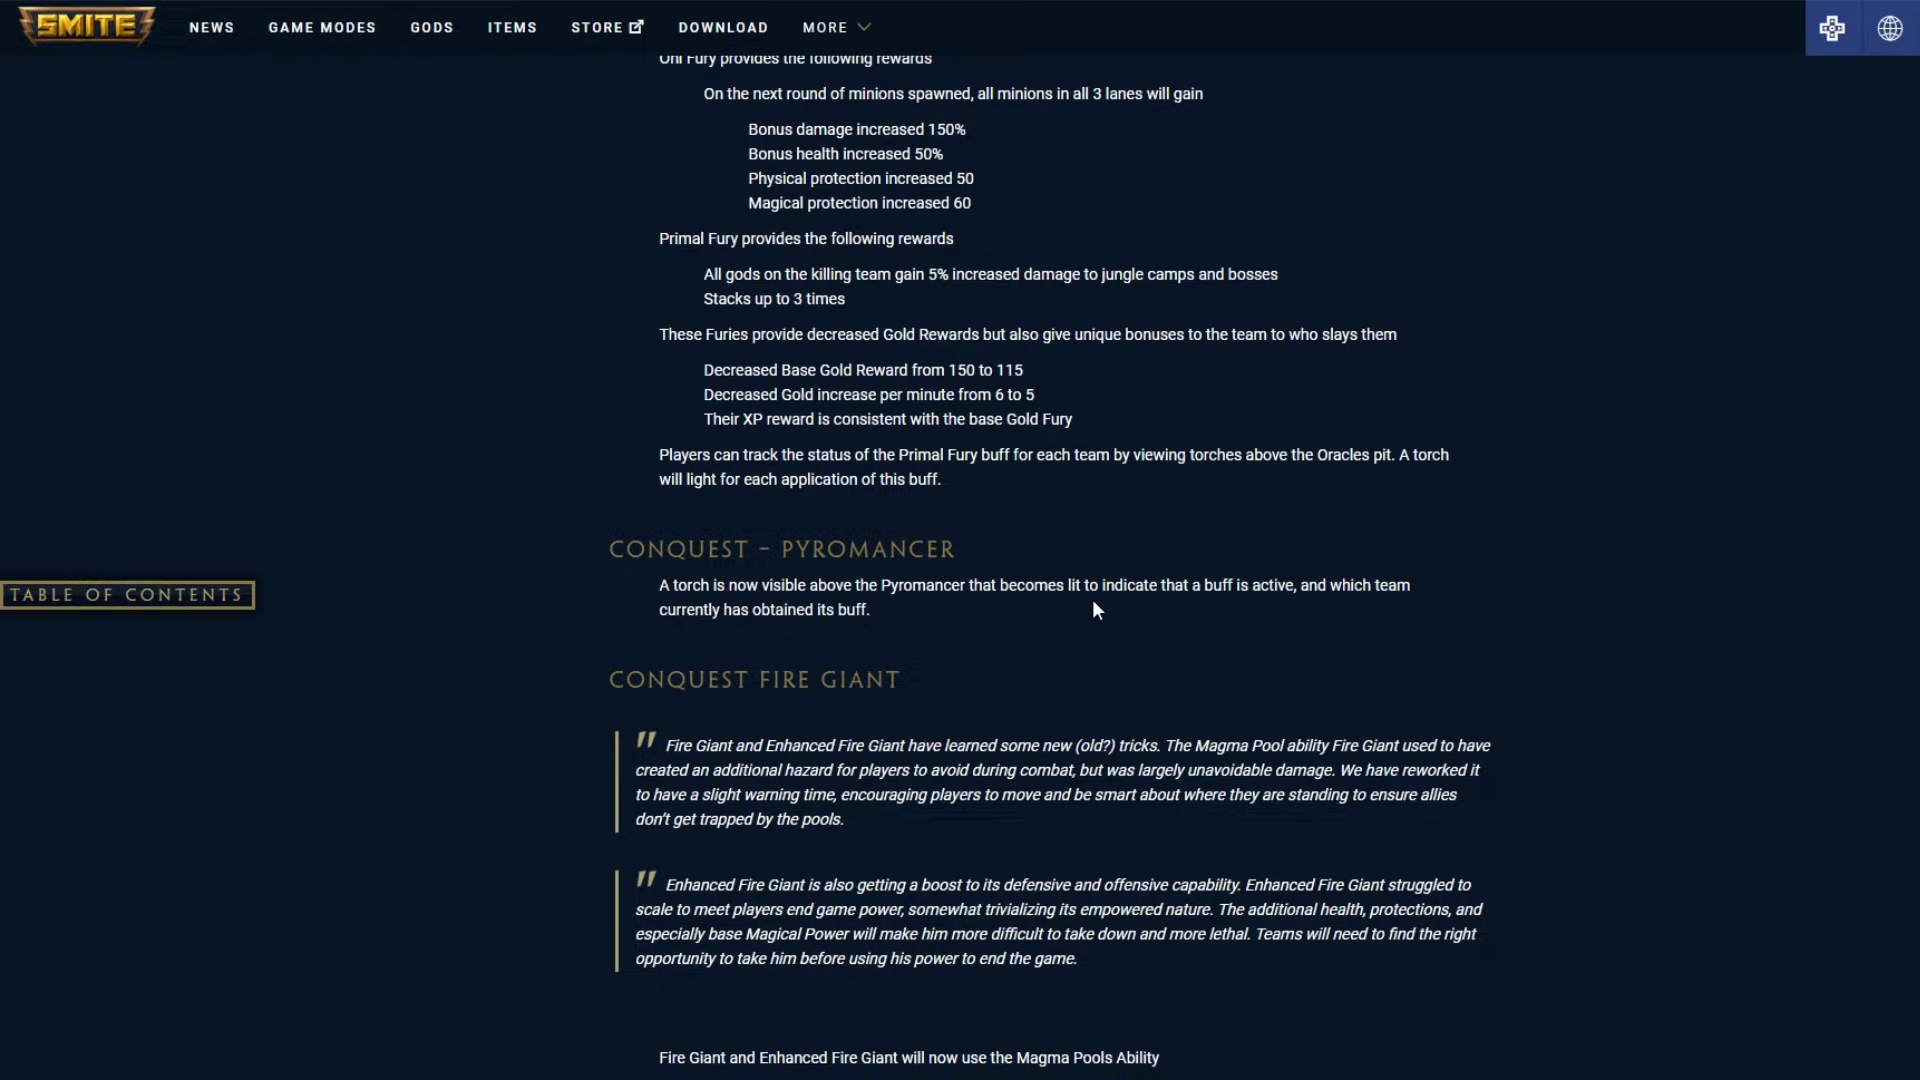 SMITE
NEWS GAME MODES GODS ITEMS STORE DOWNLOAD MORE
Oni Fury provides the following rewards
On the next round of minions spawned, all minions in all 3 lanes will gain
Bonus damage increased 150%
Bonus health increased 50%
Physical protection increased 50
Magical protection increased 60
Primal Fury provides the following rewards
All gods on the killing team gain 5% increased damage to jungle camps and bosses
Stacks up to 3 times
These Furies provide decreased Gold Rewards but also give unique bonuses to the team to who slays them
Decreased Base Gold Reward from 150 to 115
Decreased Gold increase per minute from 6 to 5
Their XP reward is consistent with the base Gold Fury
Players can track the status of the Primal Fury buff for each team by viewing torches above the Oracles pit. A torch
will light for each application of this buff.
CONQUEST – PYROMANCER
A torch is now visible above the Pyromancer that becomes lit to indicate that a buff is active, and which team
currently has obtained its buff.
TABLE OF CONTENTS
CONQUEST FIRE GIANT
" Fire Giant and Enhanced Fire Giant have learned some new (old?) tricks. The Magma Pool ability Fire Giant used to have
created an additional hazard for players to avoid during combat, but was largely unavoidable damage. We have reworked it
to have a slight warning time, encouraging players to move and be smart about where they are standing to ensure allies
don't get trapped by the pools.
" Enhanced Fire Giant is also getting a boost to its defensive and offensive capability. Enhanced Fire Giant struggled to
scale to meet players end game power, somewhat trivializing its empowered nature. The additional health, protections, and
especially base Magical Power will make him more difficult to take down and more lethal. Teams will need to find the right
opportunity to take him before using his power to end the game.
Fire Giant and Enhanced Fire Giant will now use the Magma Pools Ability